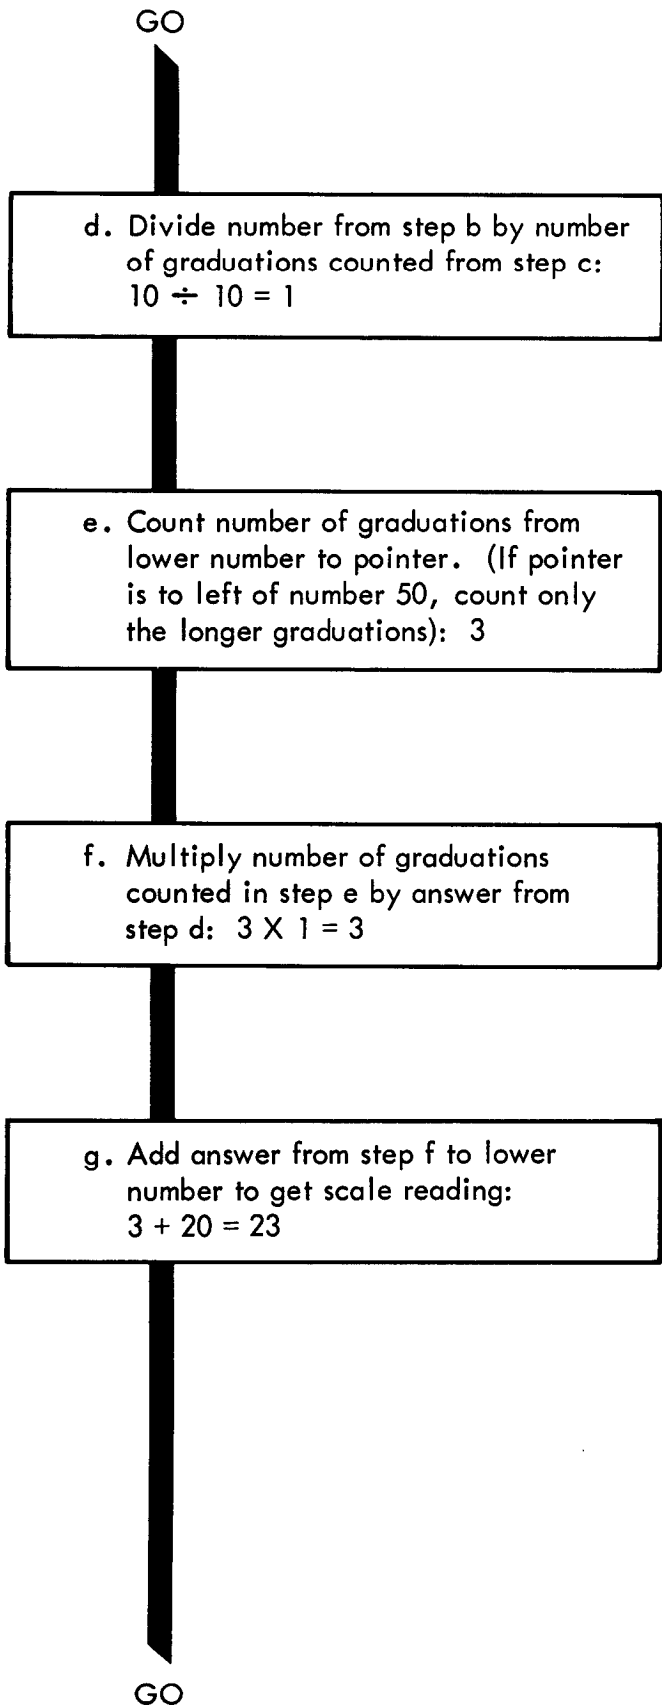 GO
d. Divide number from step b by number
of graduations counted from step c:
10 ÷ 10 = 1
e. Count number of graduations from
lower number to pointer. (If pointer
is to left of number 50, count only
the longer graduations): 3
f. Multiply number of graduations
counted in step e by answer from
step d: 3 X 1 = 3
g. Add answer from step f to lower
number to get scale reading:
3 + 20 = 23
GO